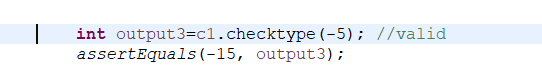 int output3=c1.checktype(-5); //valid
assertEquals(-15, output3);